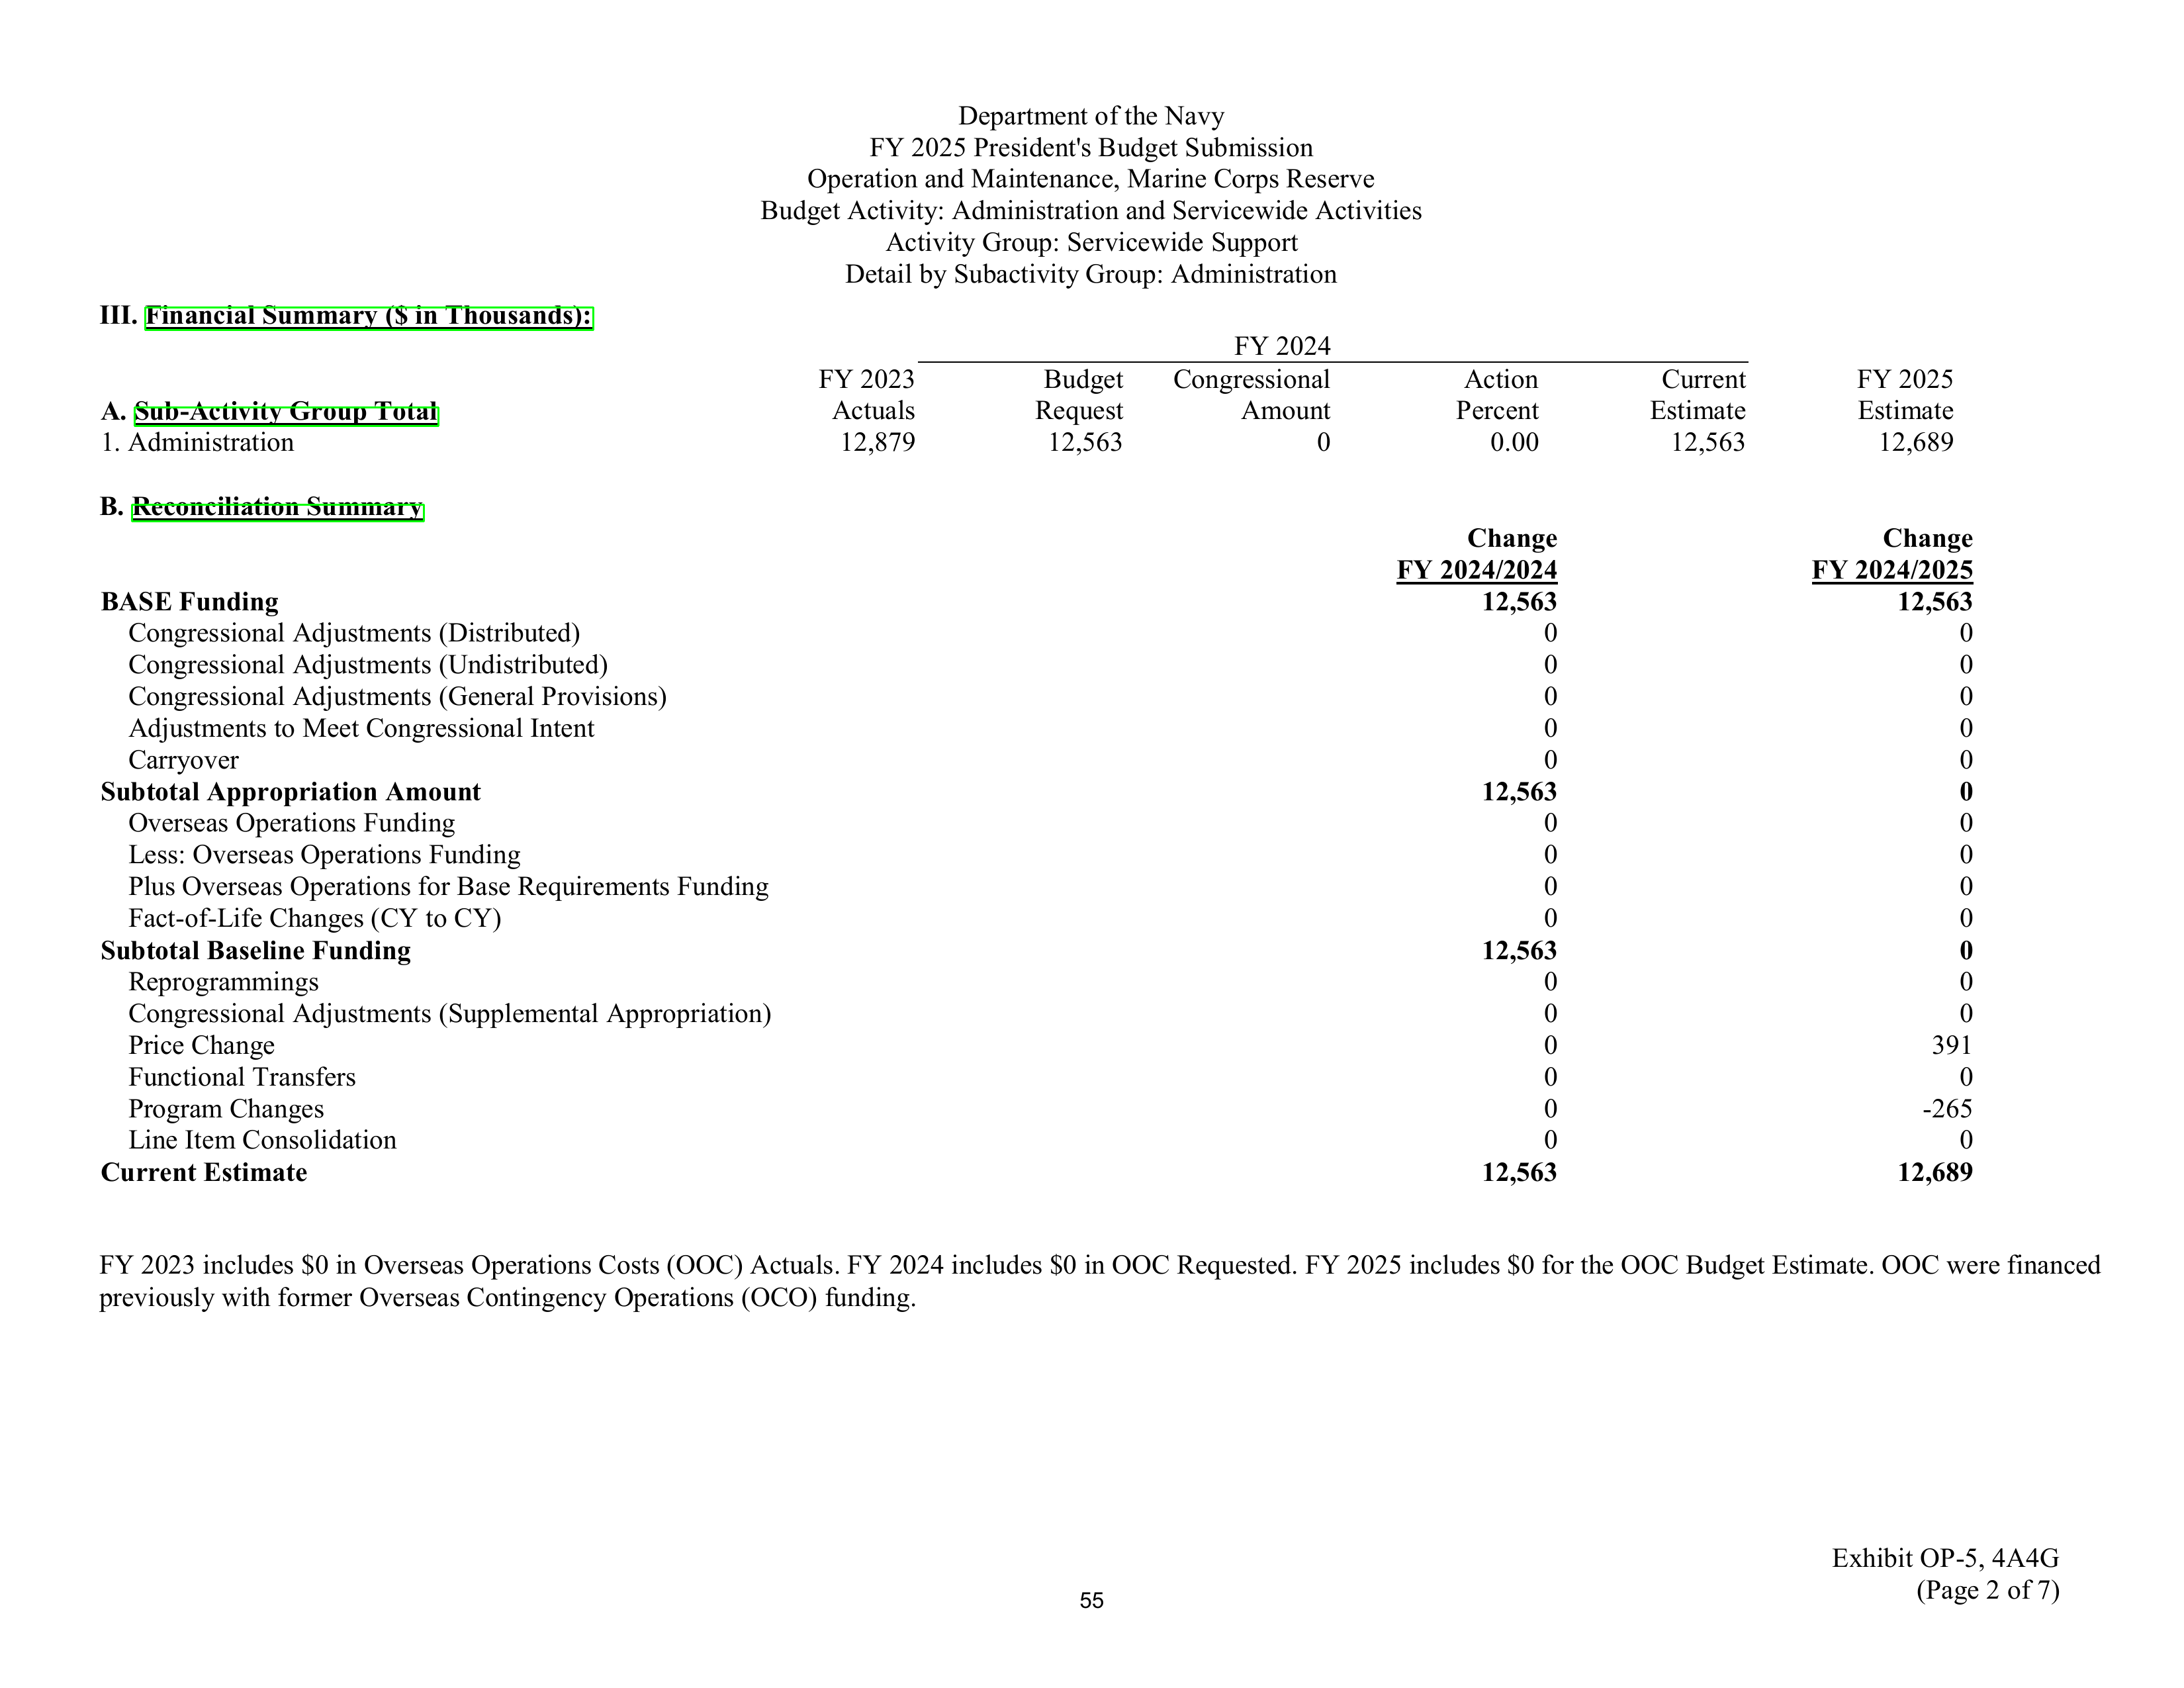 Department of the Navy
FY 2025 President's Budget Submission
Operation and Maintenance, Marine Corps Reserve
Budget Activity: Administration and Servicewide Activities
Activity Group: Servicewide Support
Detail by Subactivity Group: Administration
III. Financial Summary ($ in Thousands):
FY 2024
FY 2023 Budget Congressional Action Current FY 2025
A. Sub-Activity Group Total Actuals Request Amount Percent Estimate Estimate
1. Administration 12,879 12,563 0 0.00 12,563 12,689
B. Reconciliation Summary
Change Change
FY 2024/2024 FY 2024/2025
BASE Funding 12,563 12,563
Congressional Adjustments (Distributed) 0 0
Congressional Adjustments (Undistributed) 0 0
Congressional Adjustments (General Provisions) 0 0
Adjustments to Meet Congressional Intent 0 0
Carryover 0 0
Subtotal Appropriation Amount 12,563 0
Overseas Operations Funding 0 0
Less: Overseas Operations Funding 0 0
Plus Overseas Operations for Base Requirements Funding 0 0
Fact-of-Life Changes (CY to CY) 0 0
Subtotal Baseline Funding 12,563 0
Reprogrammings 0 0
Congressional Adjustments (Supplemental Appropriation) 0 0
Price Change 0 391
Functional Transfers 0 0
Program Changes 0 -265
Line Item Consolidation 0 0
Current Estimate 12,563 12,689
FY 2023 includes $0 in Overseas Operations Costs (OOC) Actuals. FY 2024 includes $0 in OOC Requested. FY 2025 includes $0 for the OOC Budget Estimate. OOC were financed
previously with former Overseas Contingency Operations (OCO) funding.
Exhibit OP-5, 4A4G
(Page 2 of 7)
55